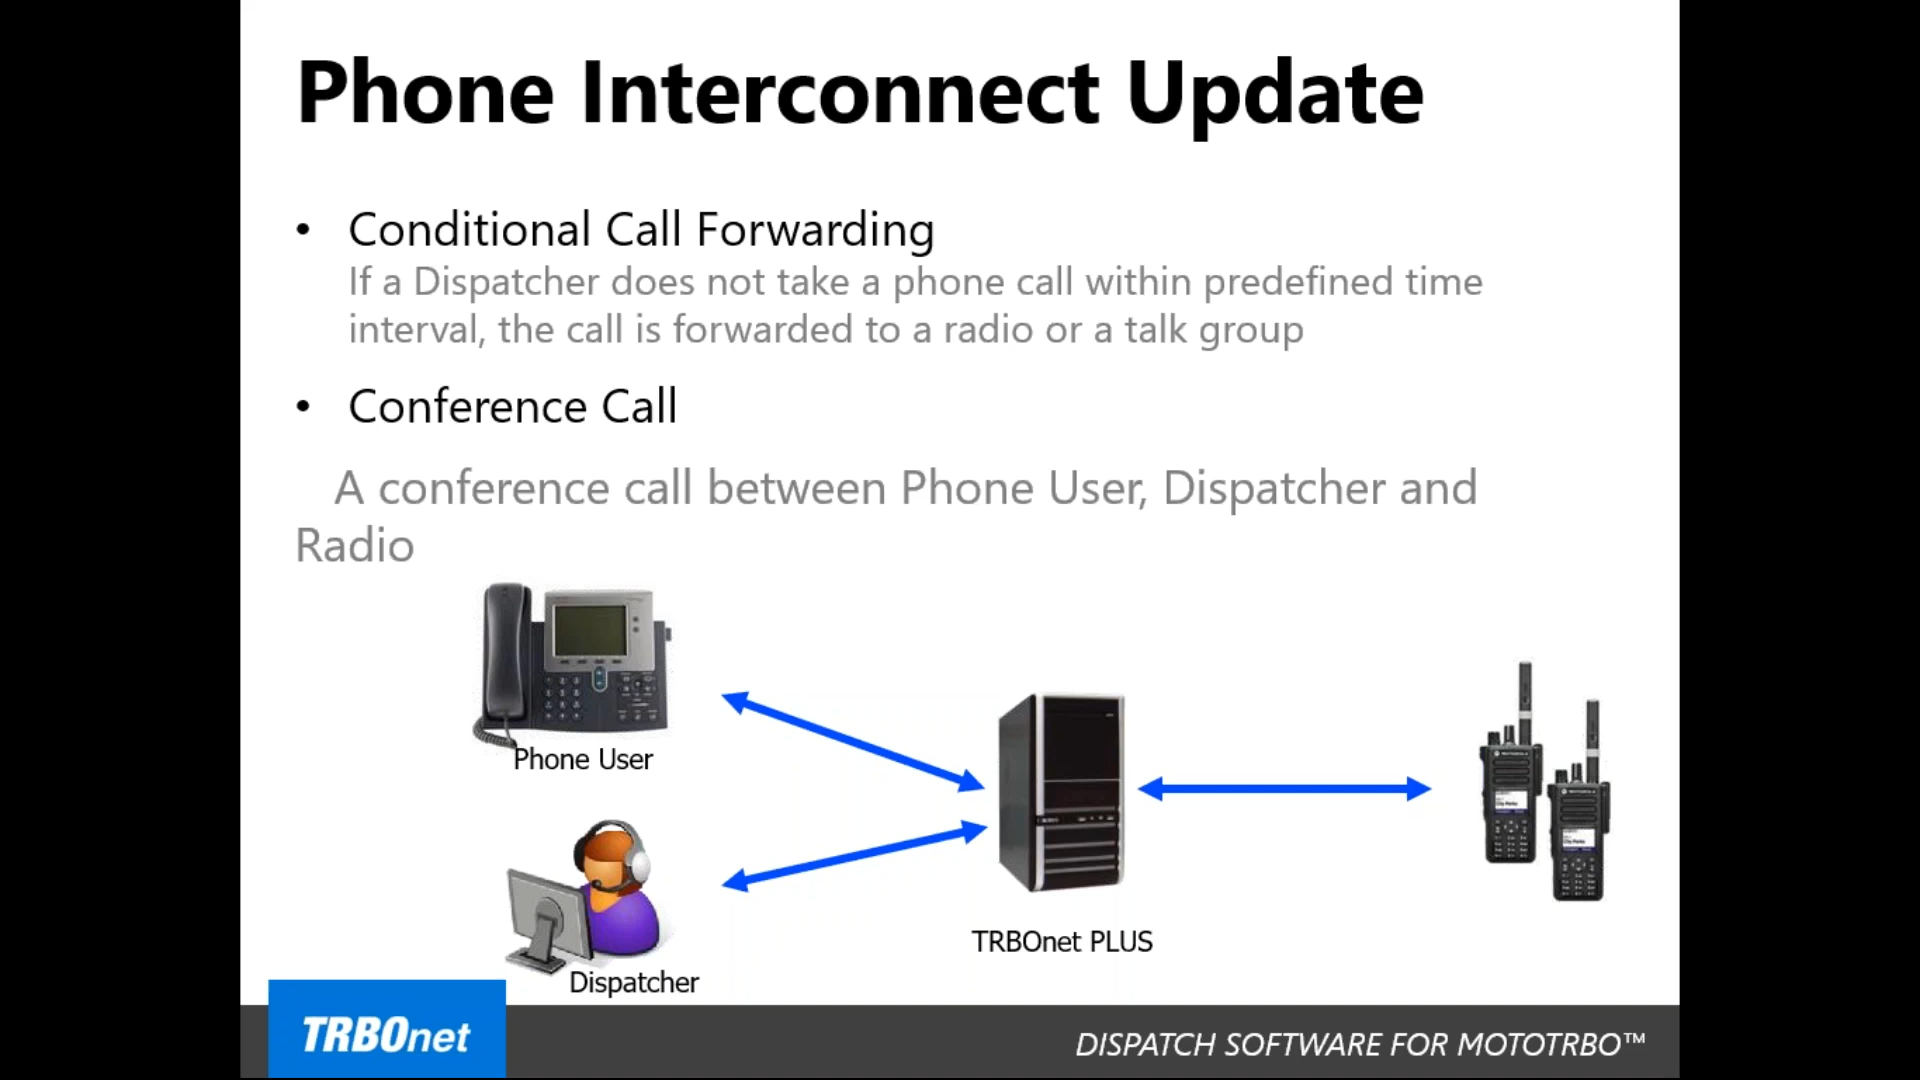 Phone Interconnect Update
• Conditional Call Forwarding
If a Dispatcher does not take a phone call within predefined time
interval, the call is forwarded to a radio or a talk group
• Conference Call
A conference call between Phone User, Dispatcher and
Radio
Phone User
TRBOnet PLUS
Dispatcher
TRBOnet
DISPATCH SOFTWARE FOR MOTOTRBO™